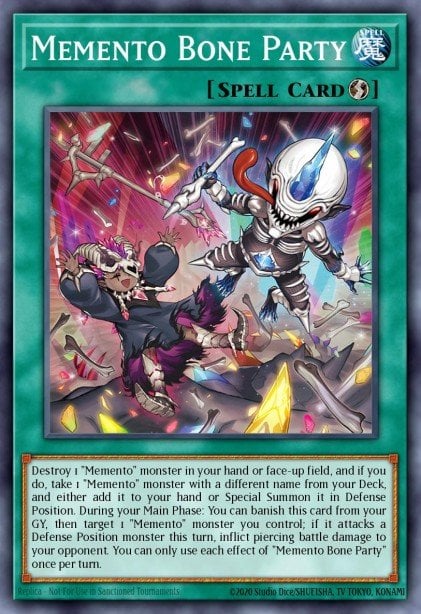 MEMENTO BONE PARTY
SPELL
魔
[SPELL CARD]
Destroy 1 "Memento" monster in your hand or face-up field, and if you
do, take 1 "Memento" monster with a different name from your Deck,
and either add it to your hand or Special Summon it in Defense
Position. During your Main Phase: You can banish this card from your
GY, then target 1 "Memento" monster you control; if it attacks a
Defense Position monster this turn, inflict piercing battle damage to
your opponent. You can only use each effect of "Memento Bone Party"
once per turn.
Replica - Not For Use in Sanctioned Tournaments
©2020 Studio Dice/SHUEISHA, TV TOKYO, KONAMI